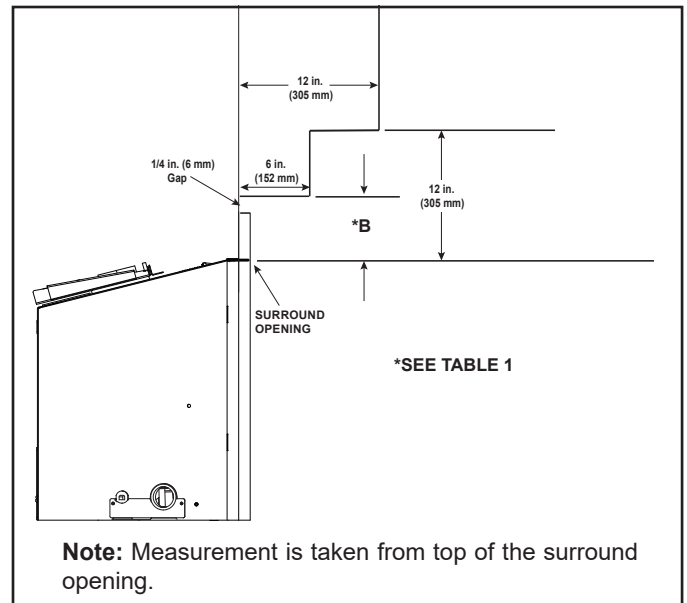 12 in.
(305 mm)
1/4 in. (6 mm)
Gap
6 in.
(152 mm)
12 in.
(305 mm)
*B
SURROUND
OPENING
*SEE TABLE 1
Note: Measurement is taken from top of the surround
opening.